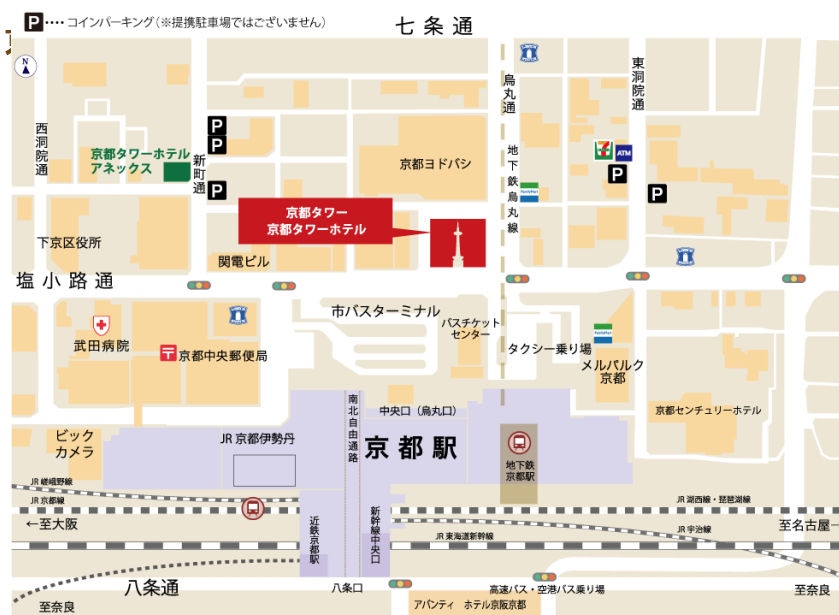 P････ コインパーキング（※提携駐車場ではございません）
七条通
N
烏丸通
東洞院通
西洞院通
新町通
地下鉄烏丸線
P
P
P
京都タワーホテル
アネックス
京都ヨドバシ
7 ELEVEN
ATM
P
P
FamilyMart
京都タワー
京都タワーホテル
下京区役所
関電ビル
塩小路通
市バスターミナル
バスチケット
センター
タクシー乗り場
FamilyMart
メルパルク
京都
武田病院
京都中央郵便局
南北自由通路
中央口（烏丸口）
京都センチュリーホテル
ビック
カメラ
JR 京都伊勢丹
京都駅
地下鉄
京都駅
JR 嵯峨野線
JR 京都線
JR 湖西線・琵琶湖線
←至大阪
近鉄京都駅
新幹線中央口
JR 東海道新幹線
JR 宇治線
至名古屋→
八条通
八条口
高速バス・空港バス乗り場
至奈良
至奈良
アバンティ ホテル京阪京都